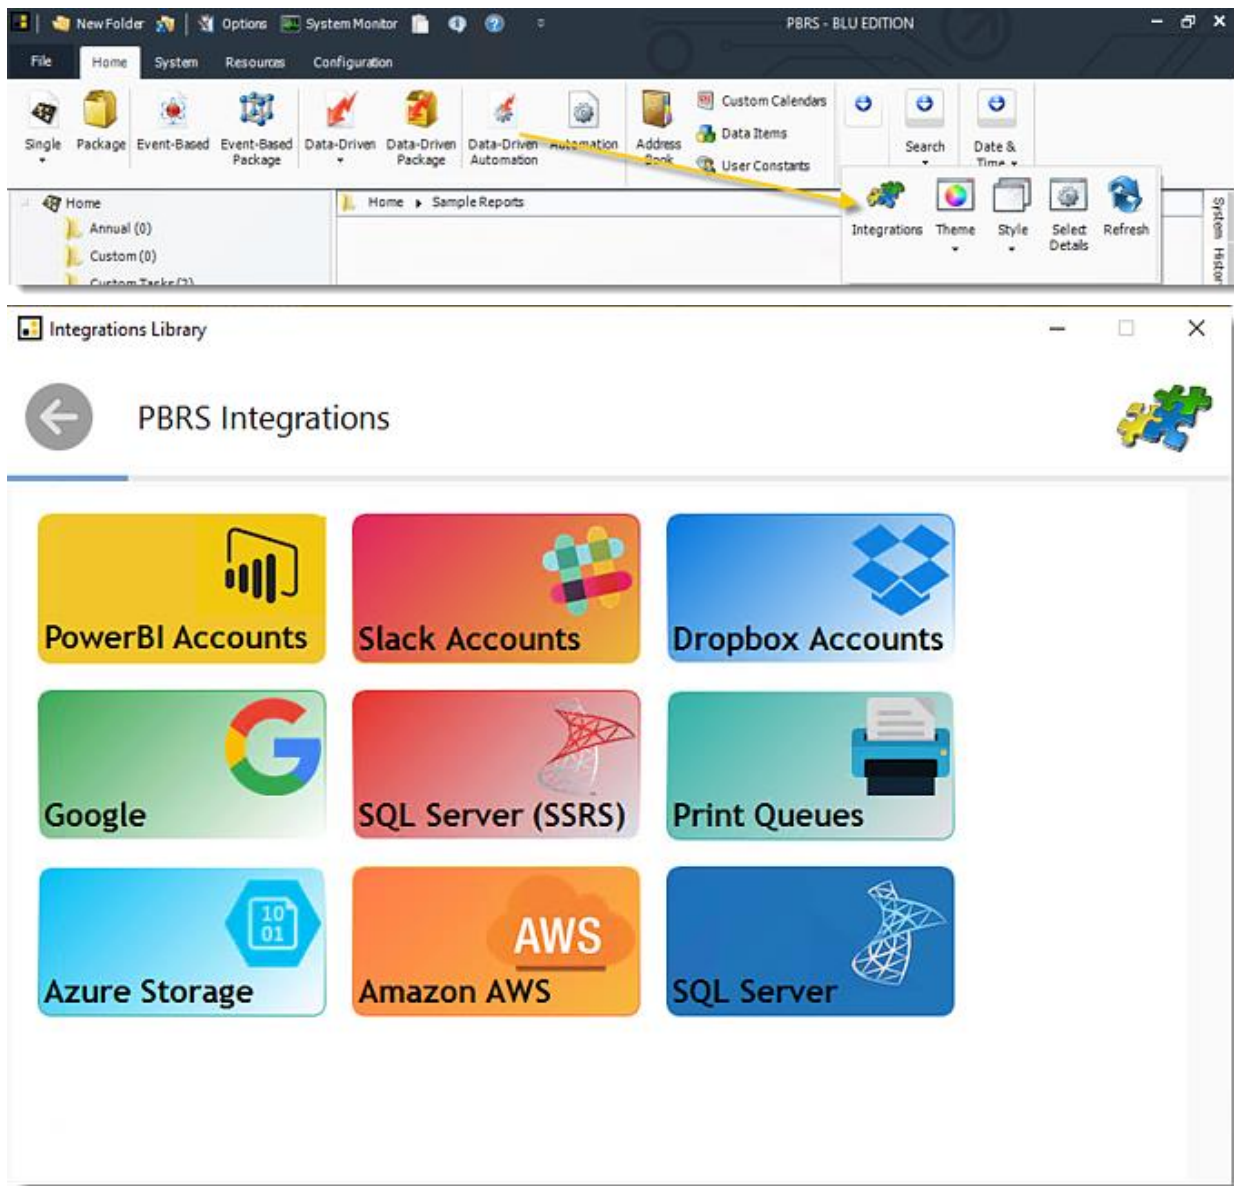 New Folder Options System Monitor PBRS - BLU EDITION
File Home System Resources Configuration
Custom Calendars
Data Items
User Constants
Single Package Event-Based Event-Based Data-Driven Data-Driven Data-Driven Automation Address Search Date &
Package Package Automation Book Time
Home
Annual (0)
Custom (0)
Custom Tasks (2)
Home Sample Reports
Integrations Theme Style Select Refresh
Details
System Histor
Integrations Library
PBRS Integrations
PowerBI Accounts
Slack Accounts
Dropbox Accounts
Google
SQL Server (SSRS)
Print Queues
10
01
Azure Storage
AWS
Amazon AWS
SQL Server